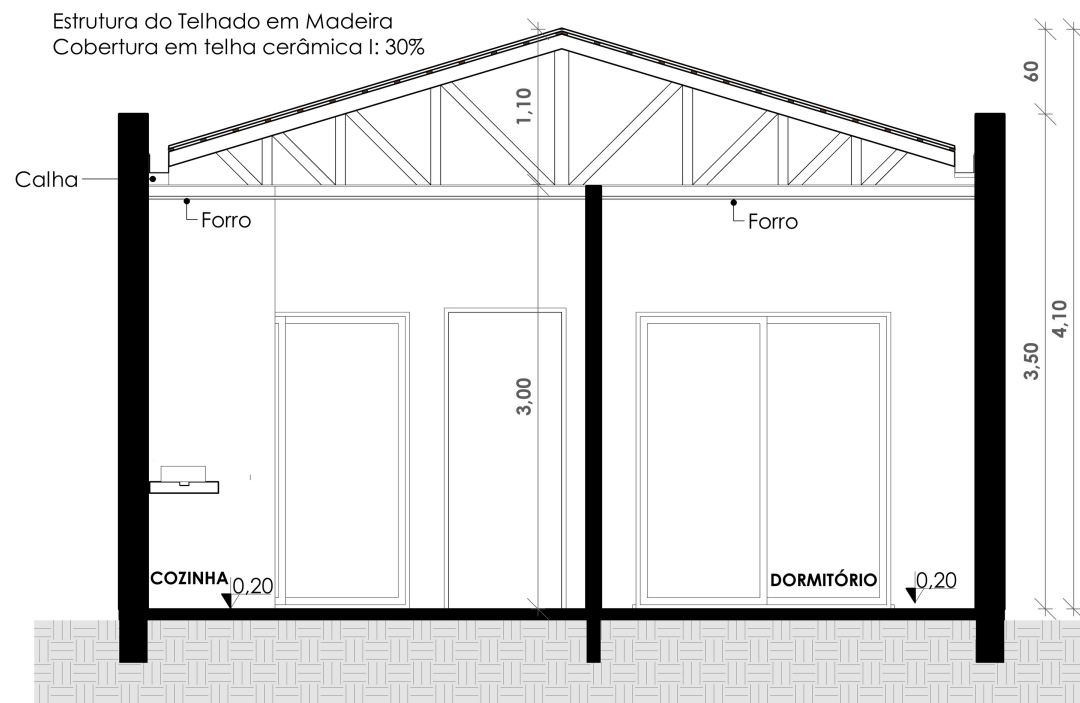 Estrutura do Telhado em Madeira
Cobertura em telha cerâmica I: 30%
60
1,10
Calha
Forro
Forro
4,10
3,50
3,00
COZINHA
0,20
DORMITÓRIO
0,20